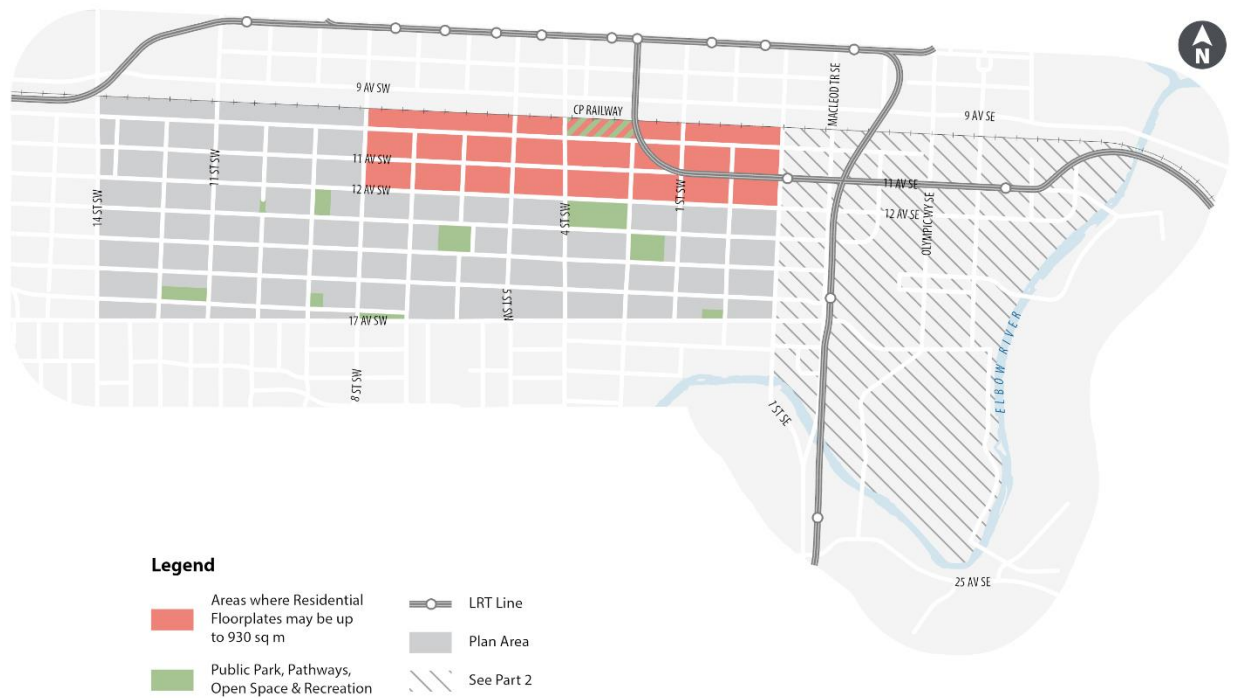 N
9 AV SW
CP RAILWAY
MACLEOD TR SE
9 AV SE
11 ST SW
11 AV SW
12 AV SW
14 ST SW
4 ST SW
1 ST SW
11 AV SE
12 AV SE
OLYMPIC WY SE
5 ST SW
17 AV SW
8 ST SW
1 ST SE
ELBOW RIVER
25 AV SE
Legend
Areas where Residential
Floorplates may be up
to 930 sq m
Public Park, Pathways,
Open Space & Recreation
LRT Line
Plan Area
See Part 2